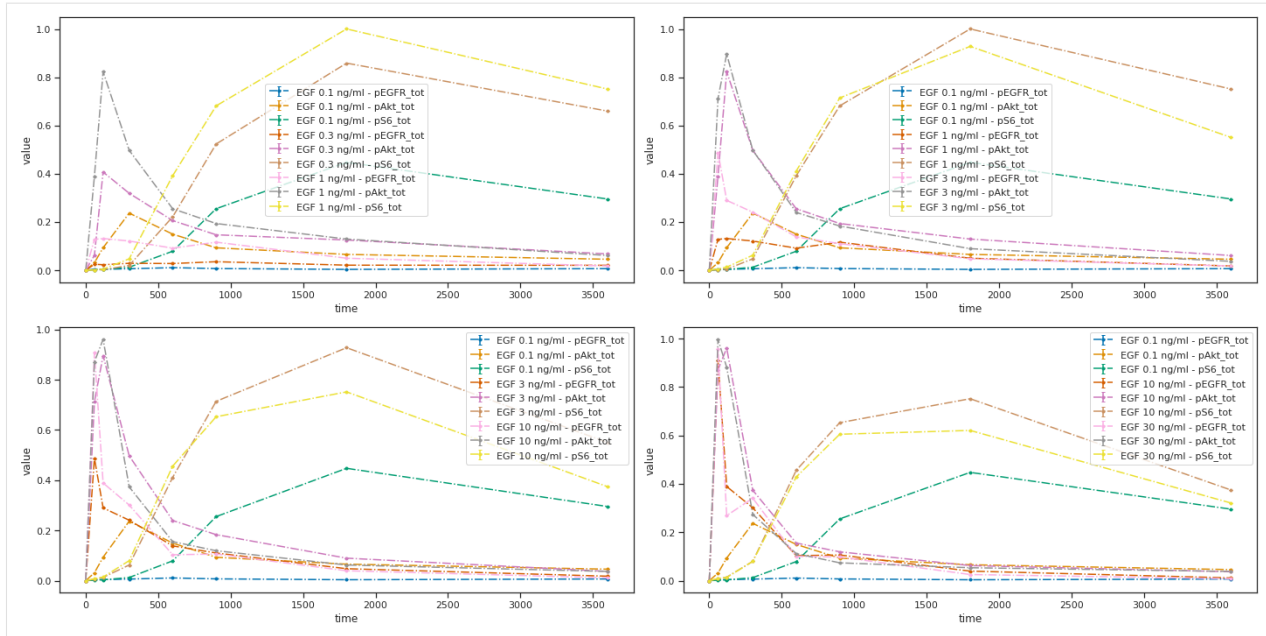 1.0
0.8
0.6
0.4
0.2
0.0
value
EGF 0.1 ng/ml - pEGFR_tot
EGF 0.1 ng/ml - pAkt_tot
EGF 0.1 ng/ml - pS6_tot
EGF 0.3 ng/ml - pEGFR_tot
EGF 0.3 ng/ml - pAkt_tot
EGF 0.3 ng/ml - pS6_tot
EGF 1 ng/ml - pEGFR_tot
EGF 1 ng/ml - pAkt_tot
EGF 1 ng/ml - pS6_tot
0 500 1000 1500 2000 2500 3000 3500
time
1.0
0.8
0.6
0.4
0.2
0.0
value
EGF 0.1 ng/ml - pEGFR_tot
EGF 0.1 ng/ml - pAkt_tot
EGF 0.1 ng/ml - pS6_tot
EGF 1 ng/ml - pEGFR_tot
EGF 1 ng/ml - pAkt_tot
EGF 1 ng/ml - pS6_tot
EGF 3 ng/ml - pEGFR_tot
EGF 3 ng/ml - pAkt_tot
EGF 3 ng/ml - pS6_tot
0 500 1000 1500 2000 2500 3000 3500
time
1.0
0.8
0.6
0.4
0.2
0.0
value
EGF 0.1 ng/ml - pEGFR_tot
EGF 0.1 ng/ml - pAkt_tot
EGF 0.1 ng/ml - pS6_tot
EGF 3 ng/ml - pEGFR_tot
EGF 3 ng/ml - pAkt_tot
EGF 3 ng/ml - pS6_tot
EGF 10 ng/ml - pEGFR_tot
EGF 10 ng/ml - pAkt_tot
EGF 10 ng/ml - pS6_tot
0 500 1000 1500 2000 2500 3000 3500
time
1.0
0.8
0.6
0.4
0.2
0.0
value
EGF 0.1 ng/ml - pEGFR_tot
EGF 0.1 ng/ml - pAkt_tot
EGF 0.1 ng/ml - pS6_tot
EGF 10 ng/ml - pEGFR_tot
EGF 10 ng/ml - pAkt_tot
EGF 10 ng/ml - pS6_tot
EGF 30 ng/ml - pEGFR_tot
EGF 30 ng/ml - pAkt_tot
EGF 30 ng/ml - pS6_tot
0 500 1000 1500 2000 2500 3000 3500
time